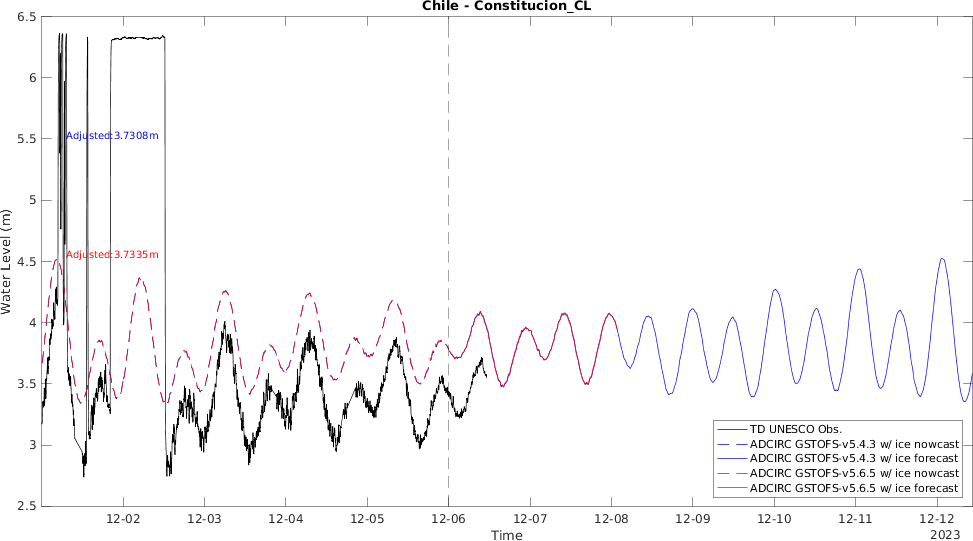 Chile - Constitucion_CL
6.5
6
5.5
5
4.5
4
3.5
3
2.5
Water Level (m)
Adjusted:3.7308m
Adjusted:3.7335m
TD UNESCO Obs.
ADCIRC GSTOFS-v5.4.3 w/ ice nowcast
ADCIRC GSTOFS-v5.4.3 w/ ice forecast
ADCIRC GSTOFS-v5.6.5 w/ ice nowcast
ADCIRC GSTOFS-v5.6.5 w/ ice forecast
12-02 12-03 12-04 12-05 12-06 12-07 12-08 12-09 12-10 12-11 12-12
Time
2023